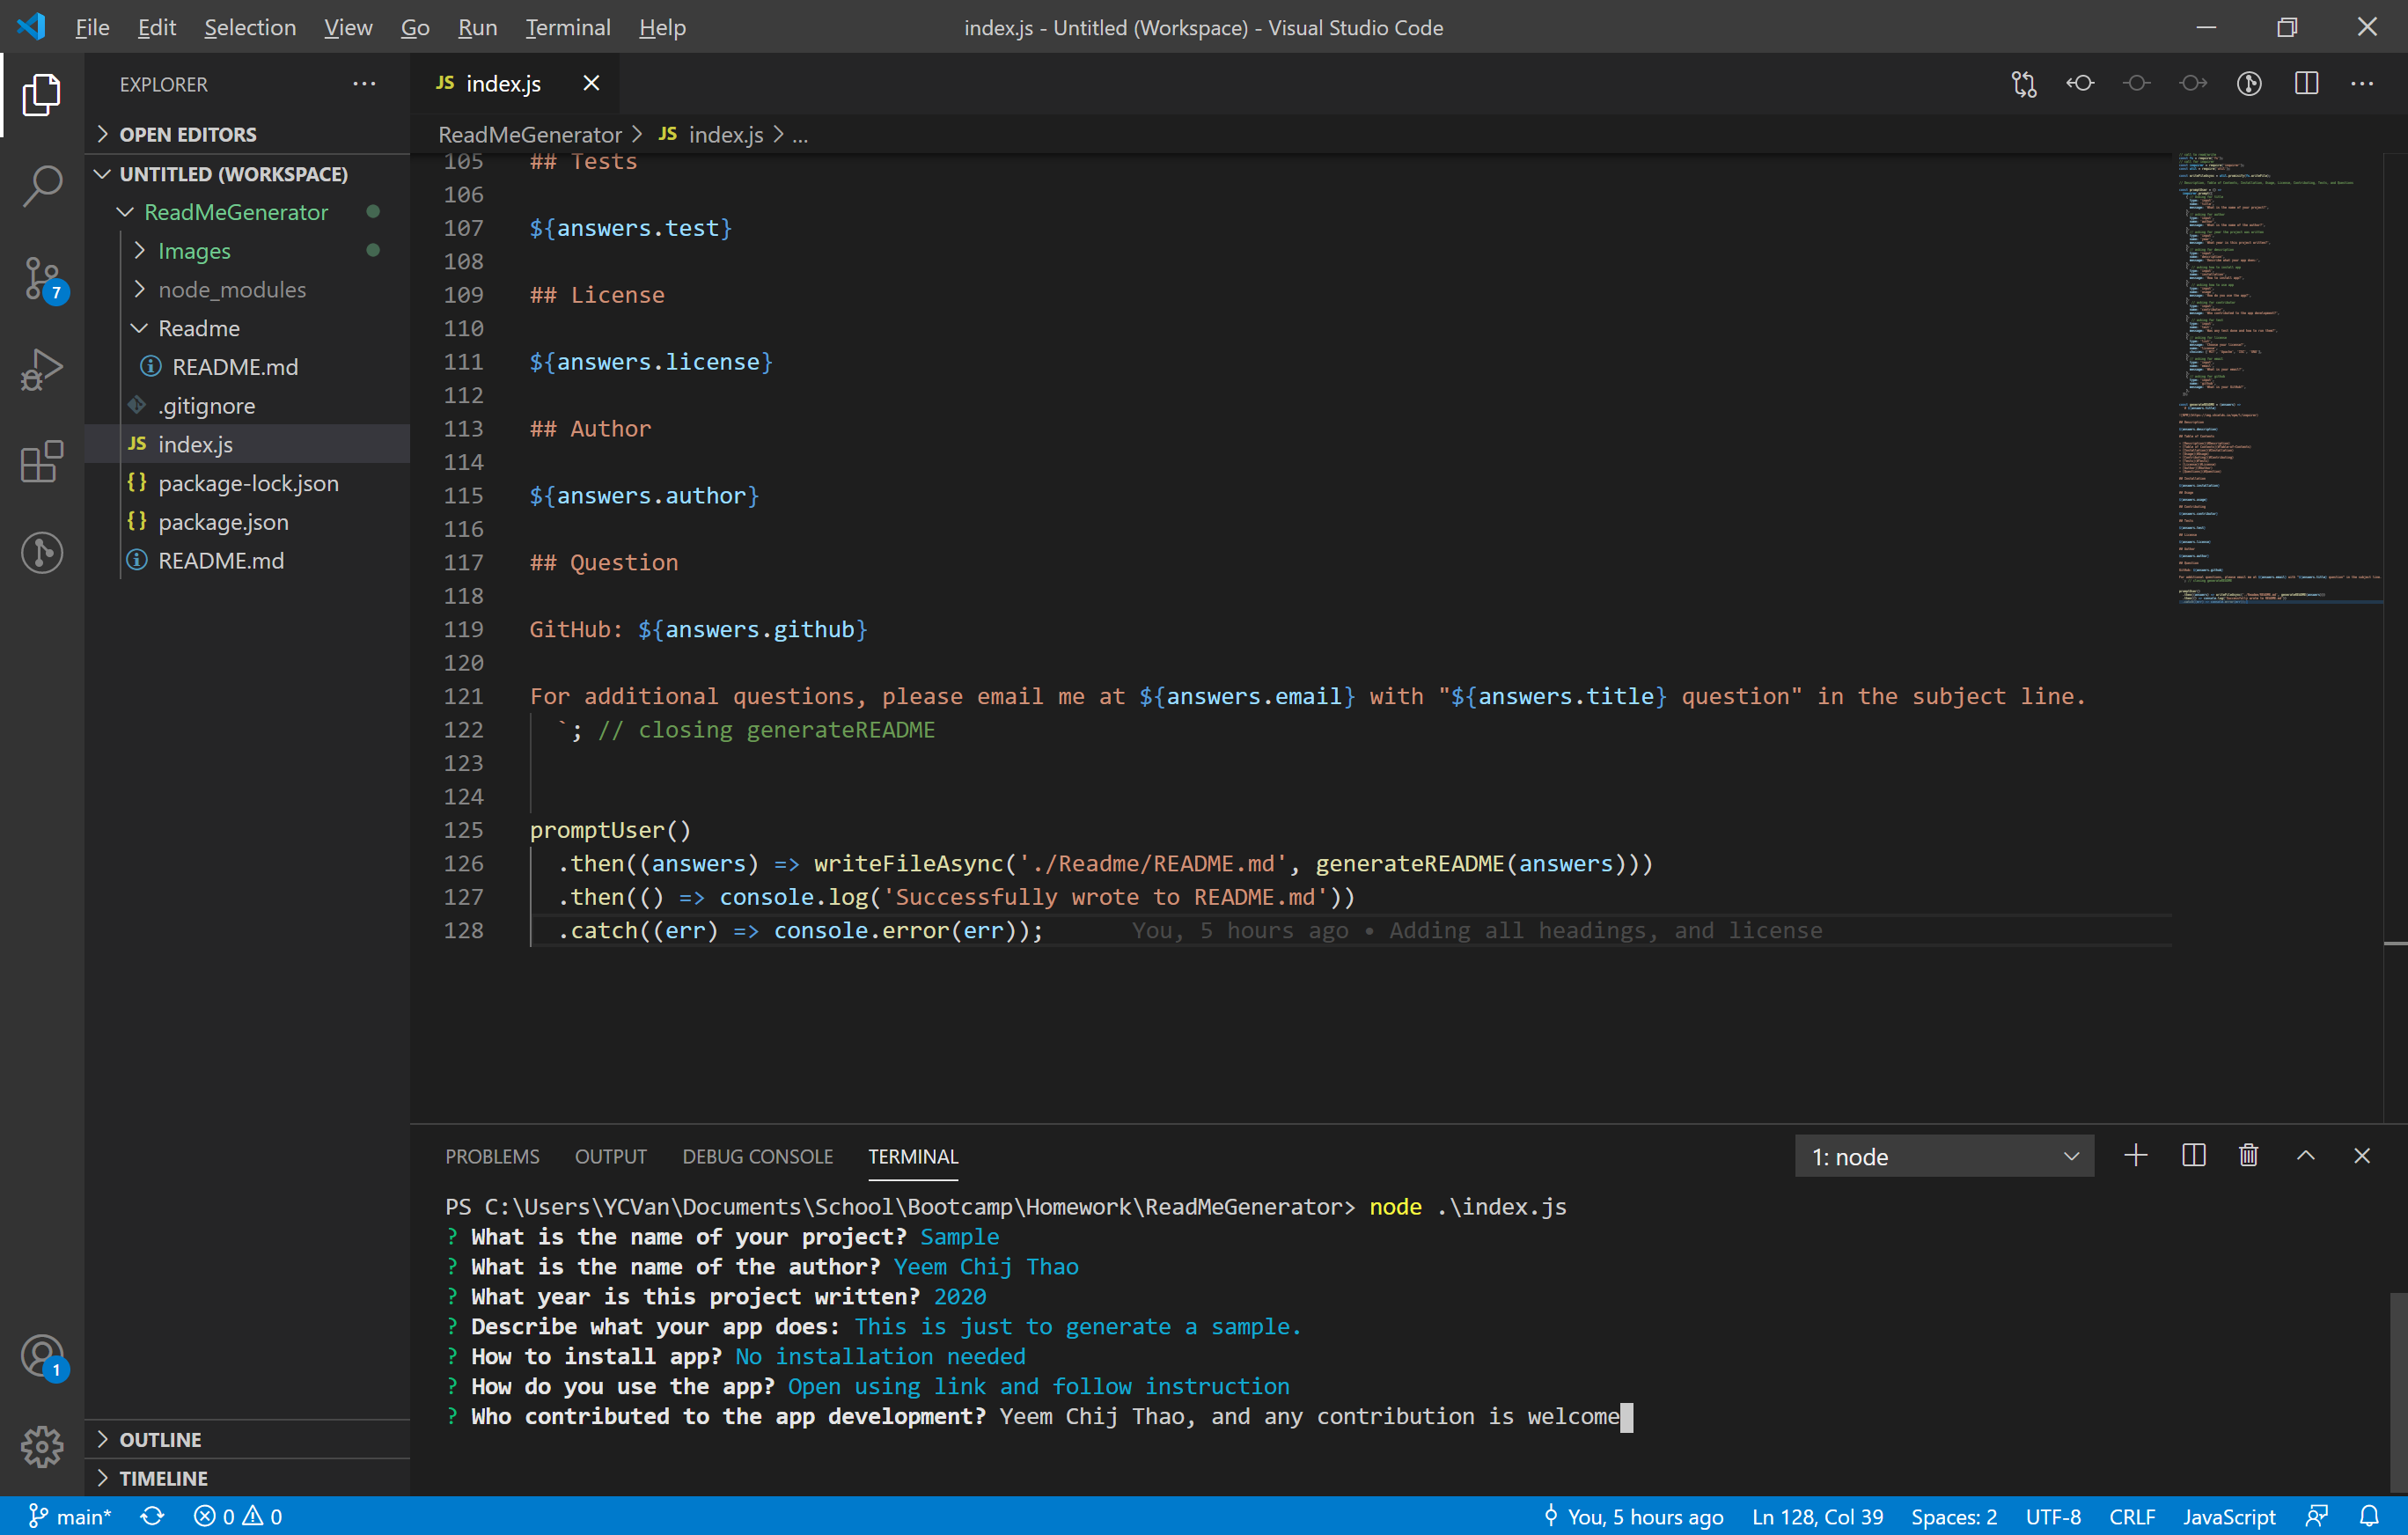 File Edit Selection View Go Run Terminal Help
index.js - Untitled (Workspace) - Visual Studio Code
EXPLORER
OPEN EDITORS
UNTITLED (WORKSPACE)
ReadMeGenerator
Images
node_modules
Readme
README.md
.gitignore
JS index.js
{} package-lock.json
{} package.json
README.md
7
1
OUTLINE
TIMELINE
JS index.js
ReadMeGenerator > JS index.js > ...
105 ## Tests
106
107 ${answers.test}
108
109 ## License
110
111 ${answers.license}
112
113 ## Author
114
115 ${answers.author}
116
117 ## Question
118
119 GitHub: ${answers.github}
120
121 For additional questions, please email me at ${answers.email} with "${answers.title} question" in the subject line.
122 `; // closing generateREADME
123
124
125 promptUser()
126 .then((answers) => writeFileAsync('./Readme/README.md', generateREADME(answers)))
127 .then(() => console.log('Successfully wrote to README.md'))
128 .catch((err) => console.error(err)); You, 5 hours ago • Adding all headings, and license
PROBLEMS OUTPUT DEBUG CONSOLE TERMINAL
1: node
PS C:\Users\YCVan\Documents\School\Bootcamp\Homework\ReadMeGenerator> node .\index.js
? What is the name of your project? Sample
? What is the name of the author? Yeem Chij Thao
? What year is this project written? 2020
? Describe what your app does: This is just to generate a sample.
? How to install app? No installation needed
? How do you use the app? Open using link and follow instruction
? Who contributed to the app development? Yeem Chij Thao, and any contribution is welcome
main* 0 0
You, 5 hours ago Ln 128, Col 39 Spaces: 2 UTF-8 CRLF JavaScript